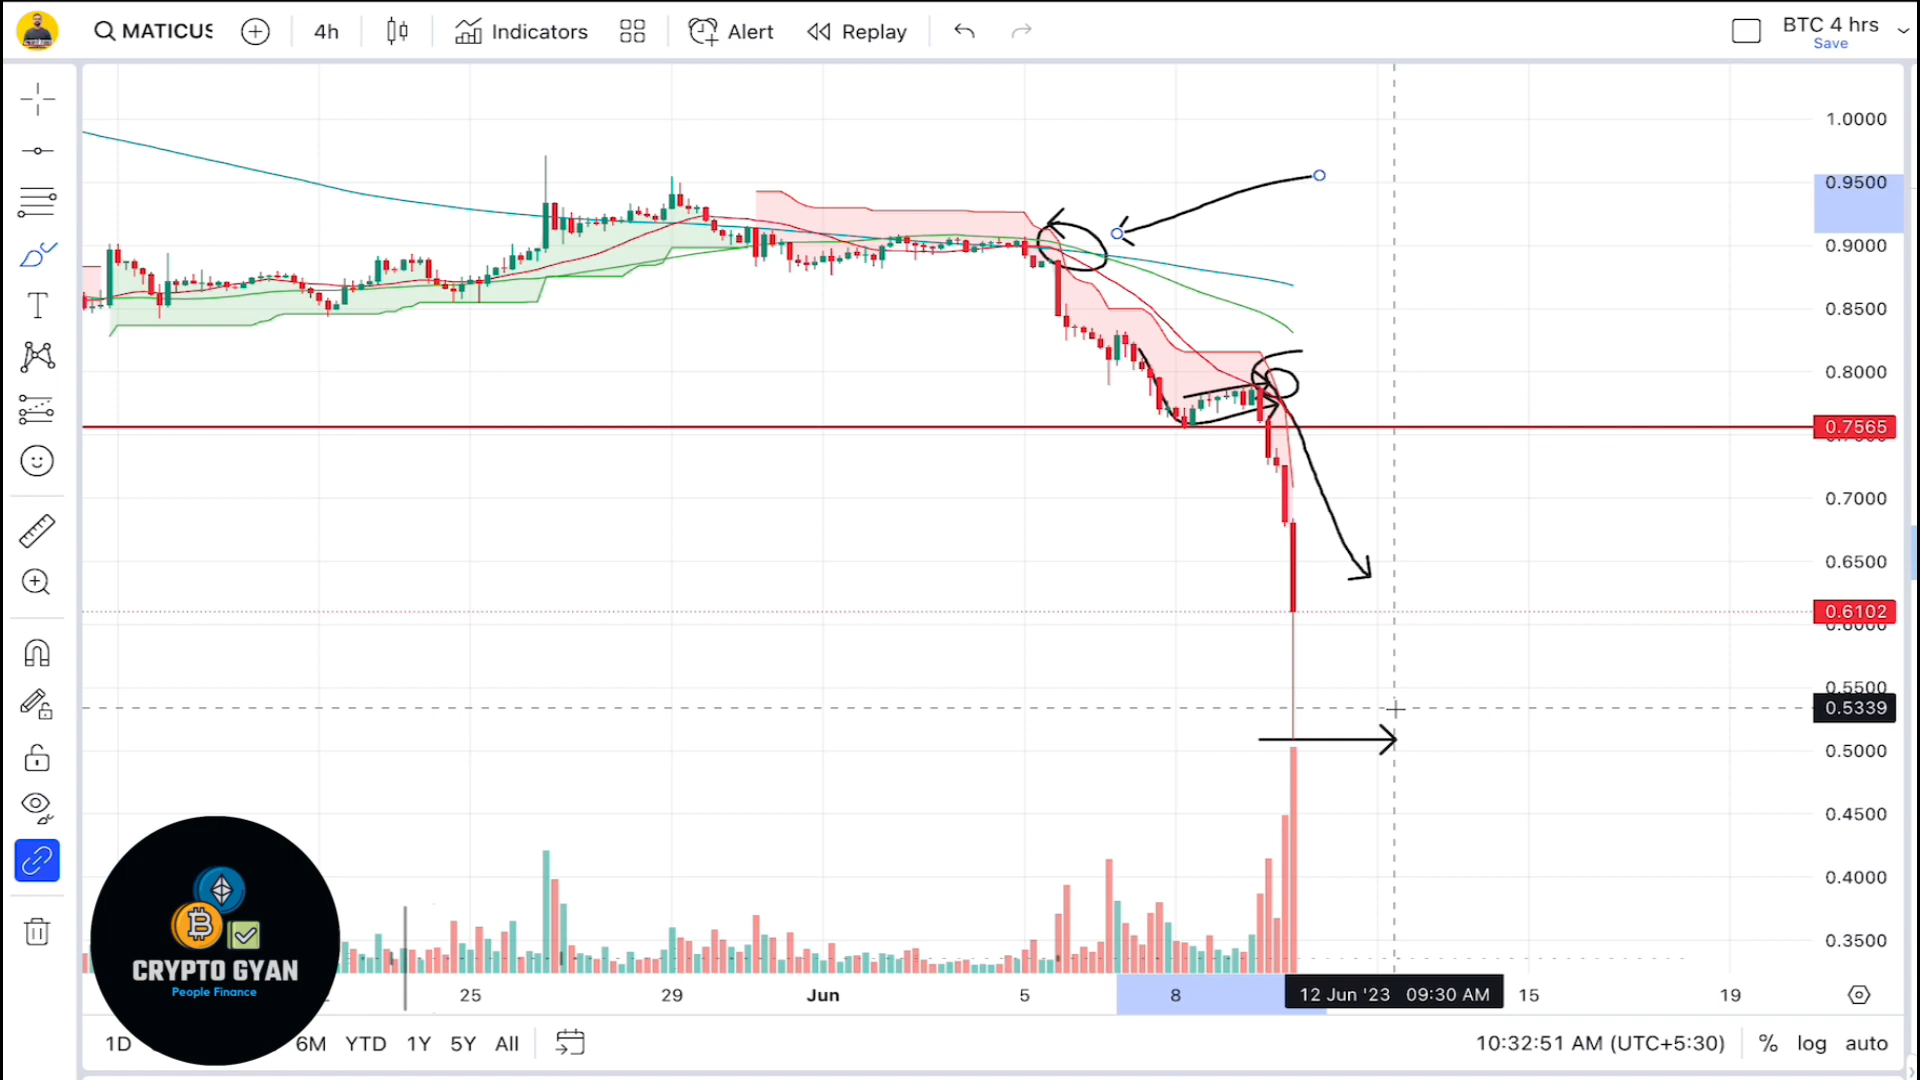 MATICUS
4h
Indicators
Alert
Replay
BTC 4 hrs
Save
1.0000
0.9500
0.9000
0.8500
0.8000
0.7565
0.7000
0.6500
0.6102
0.6000
0.5500
0.5339
0.5000
0.4500
0.4000
0.3500
25
29
Jun
5
8
12 Jun '23 09:30 AM
15
19
CRYPTO GYAN
People Finance
1D
6M
YTD
1Y
5Y
All
10:32:51 AM (UTC+5:30)
%
log
auto